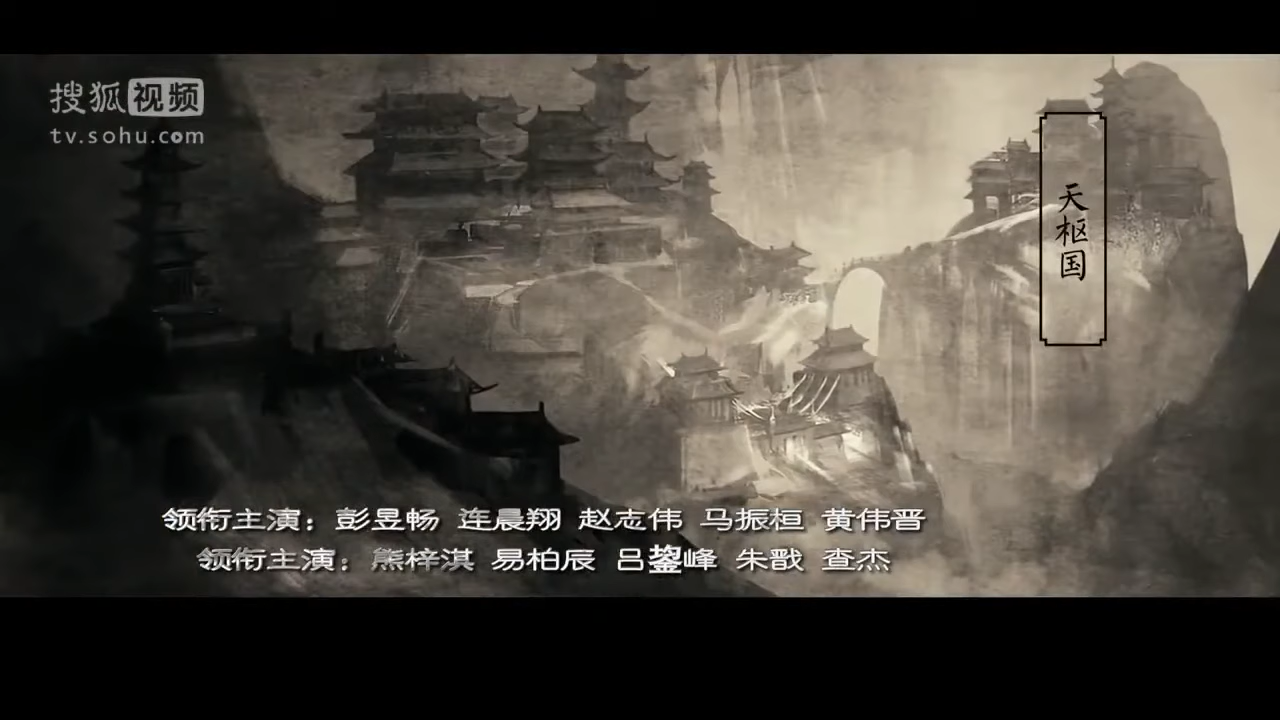 搜狐视频
tv.sohu.com
天枢国
领衔主演：彭昱畅 连晨翔 赵志伟 马振桓 黄伟晋
领衔主演：熊梓淇 易柏辰 吕鋆峰 朱戬 查杰